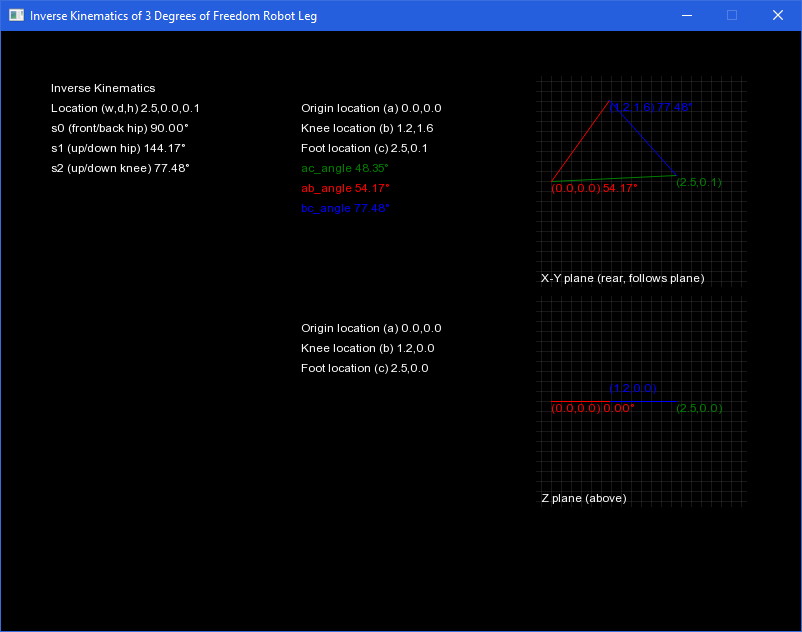 Inverse Kinematics of 3 Degrees of Freedom Robot Leg
Inverse Kinematics
Location (w,d,h) 2.5,0.0,0.1
s0 (front/back hip) 90.00°
s1 (up/down hip) 144.17°
s2 (up/down knee) 77.48°
Origin location (a) 0.0,0.0
Knee location (b) 1.2,1.6
Foot location (c) 2.5,0.1
ac_angle 48.35°
ab_angle 54.17°
bc_angle 77.48°
(1.2,1.6) 77.48°
(2.5,0.1)
(0.0,0.0) 54.17°
X-Y plane (rear, follows plane)
Origin location (a) 0.0,0.0
Knee location (b) 1.2,0.0
Foot location (c) 2.5,0.0
(1.2,0.0)
(0.0,0.0) 0.00°
(2.5,0.0)
Z plane (above)